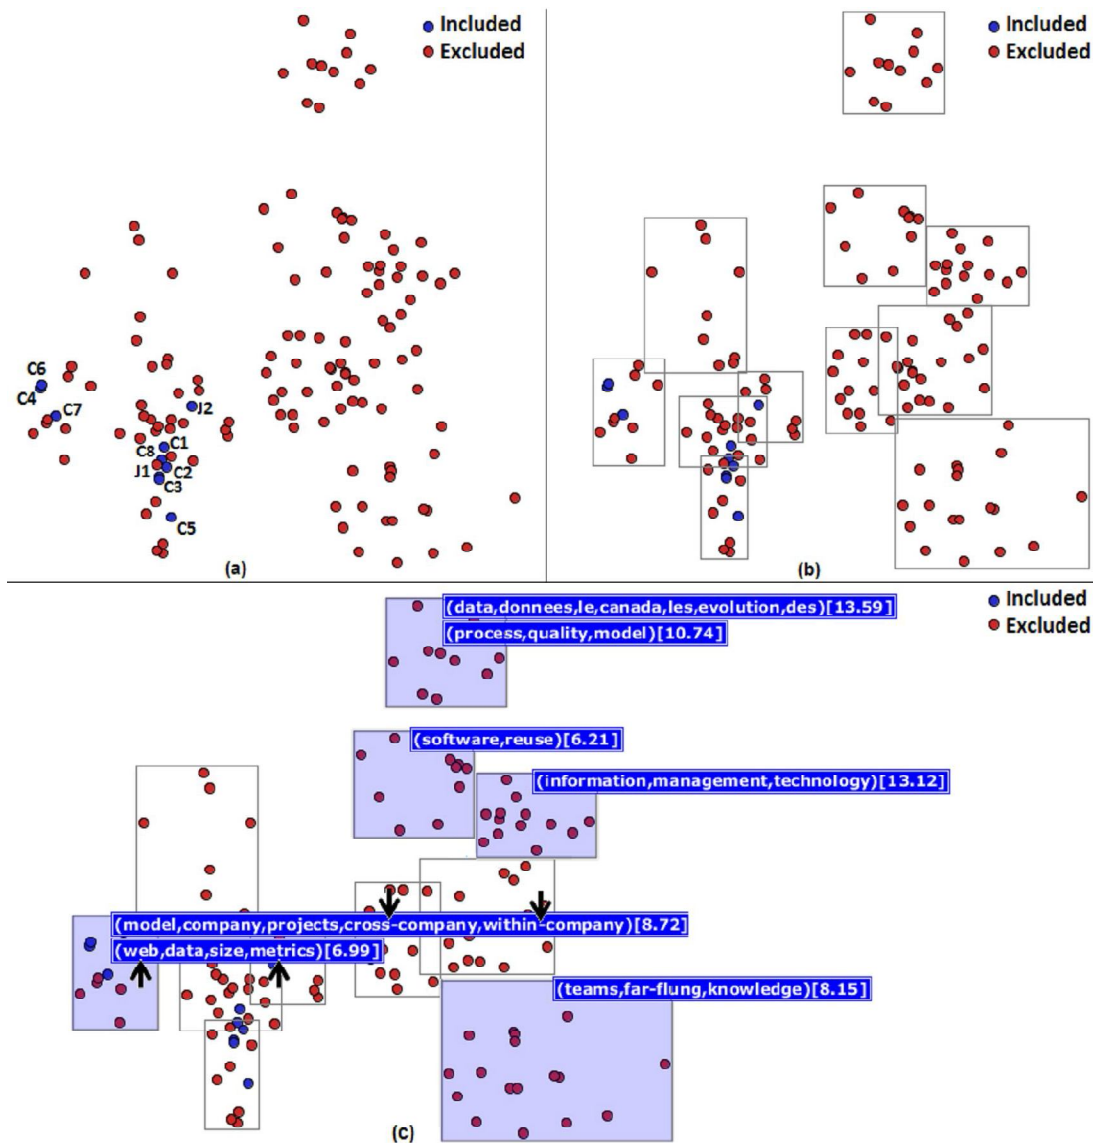 Included
Excluded
C6
C4
C7
J2
C1
C8
J1
C2
C3
C5
(a)
Included
Excluded
(b)
(data,donnees,le,canada,les,evolution,des)[13.59]
(process,quality,model)[10.74]
Included
Excluded
(software,reuse)[6.21]
(information,management,technology)[13.12]
(model,company,projects,cross-company,within-company)[8.72]
(web,data,size,metrics)[6.99]
(teams,far-flung,knowledge)[8.15]
(c)